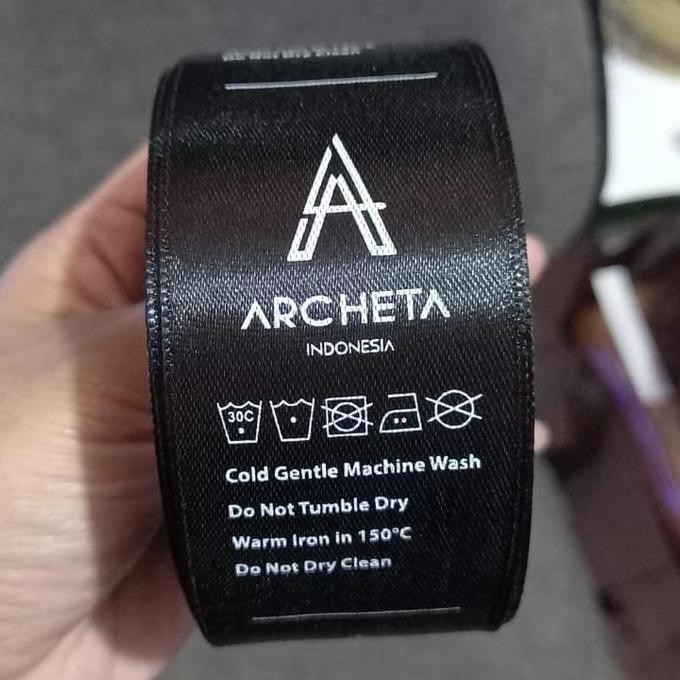 ARCHETA
INDONESIA
30C
Cold Gentle Machine Wash
Do Not Tumble Dry
Warm Iron in 150°C
Do Not Dry Clean